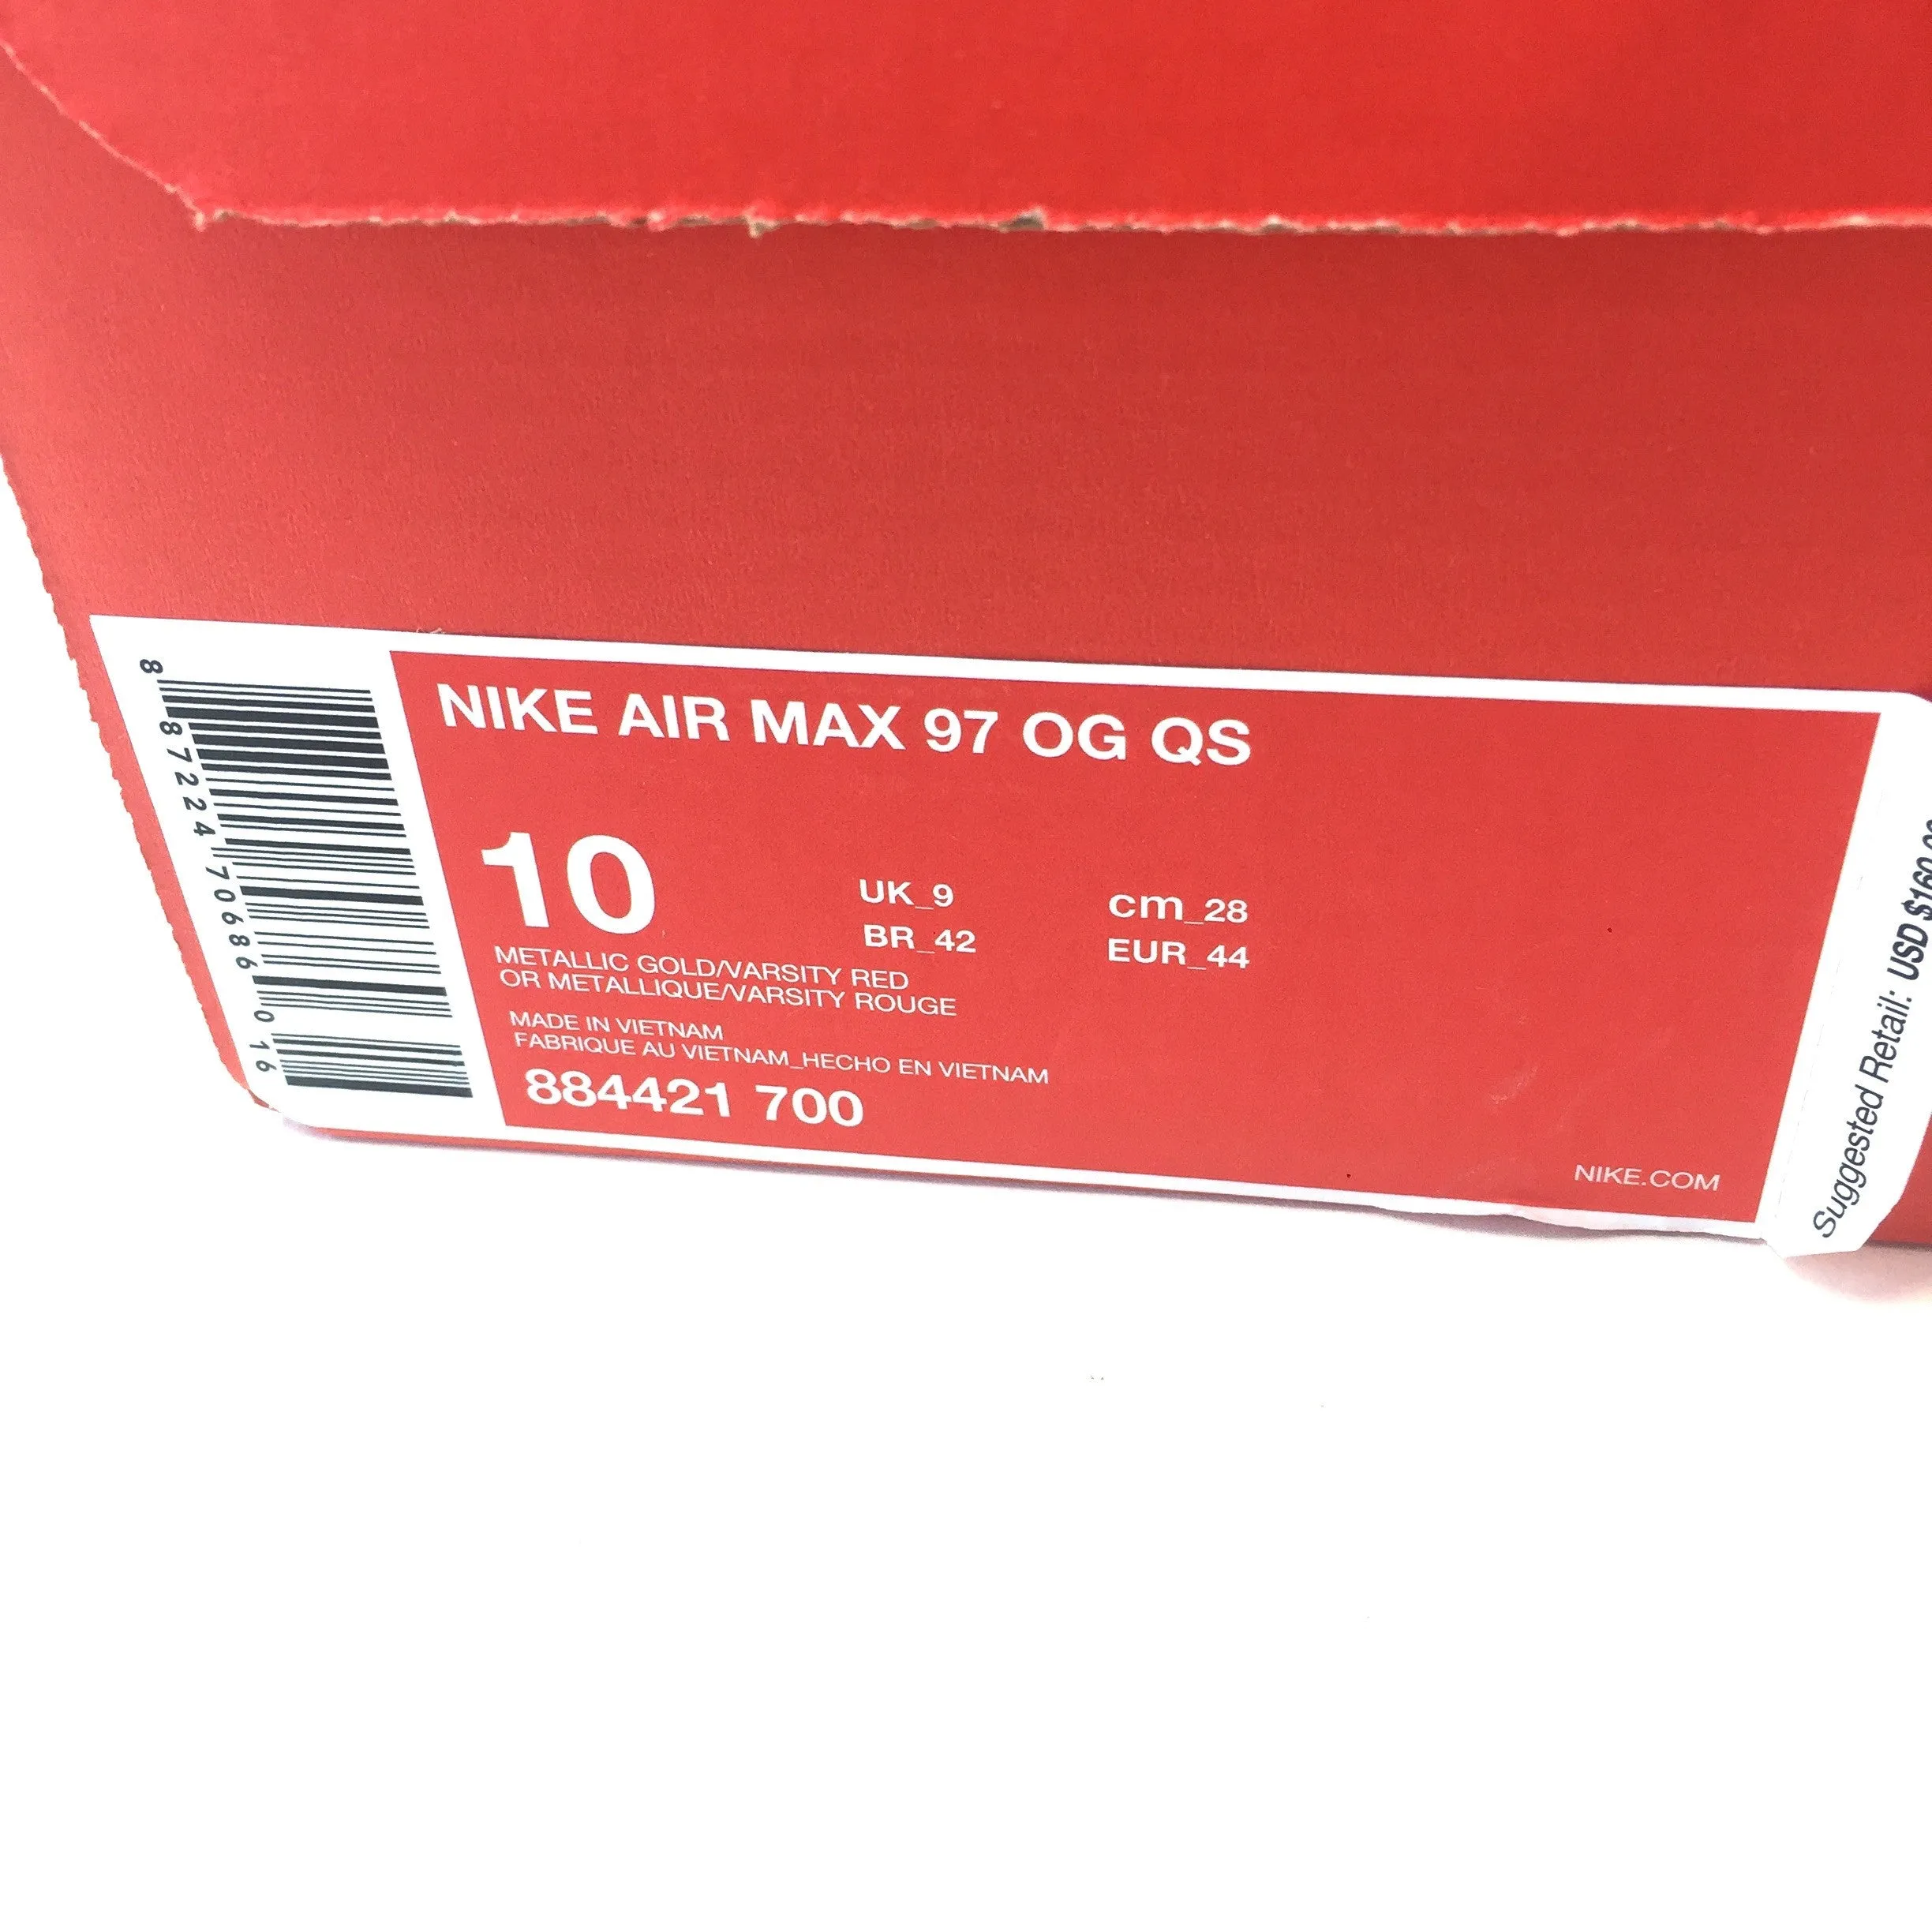 NIKE AIR MAX 97 OG QS
10
UK_9
cm_28
BR_42
EUR_44
METALLIC GOLD/VARSITY RED
OR METALLIQUE/VARSITY ROUGE
MADE IN VIETNAM
FABRIQUE AU VIETNAM_HECHO EN VIETNAM
884421 700
NIKE.COM
8 87224 70686 0 16
Suggested Retail: USD $160.00